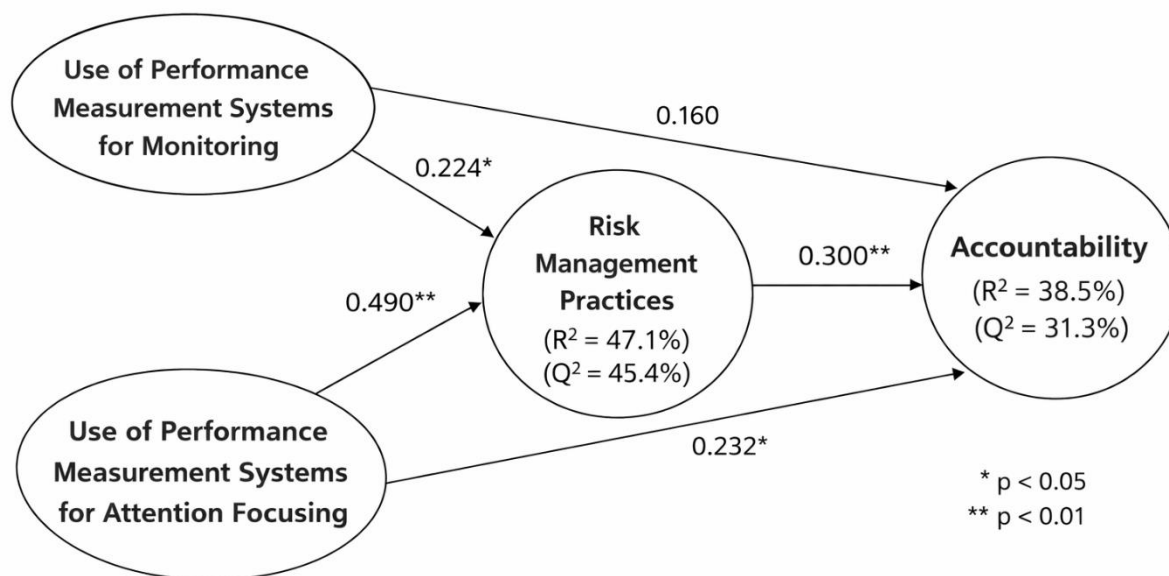 Use of Performance
Measurement Systems
for Monitoring
0.160
0.224*
Risk
Management
Practices
(R² = 47.1%)
(Q² = 45.4%)
0.300**
Accountability
(R² = 38.5%)
(Q² = 31.3%)
0.490**
Use of Performance
Measurement Systems
for Attention Focusing
0.232*
* p < 0.05
** p < 0.01